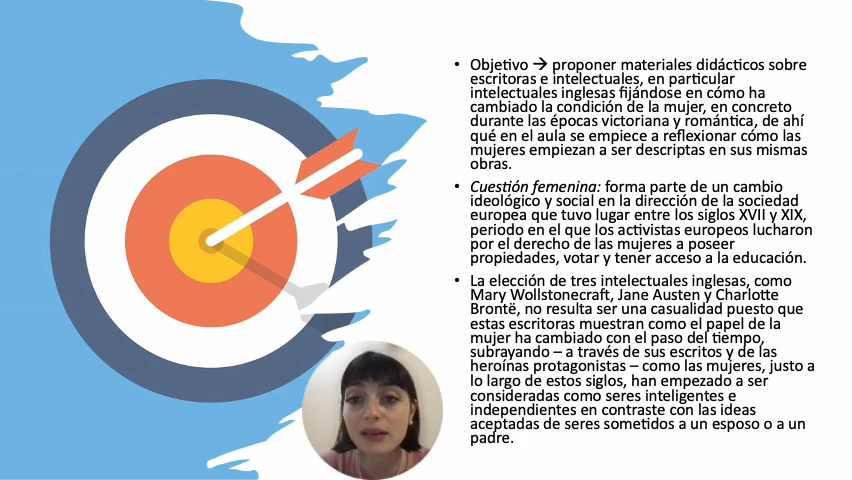 • Objetivo → proponer materiales didácticos sobre
escritoras e intelectuales, en particular
intelectuales inglesas fijándose en cómo ha
cambiado la condición de la mujer, en concreto
durante las épocas victoriana y romántica, de ahí
qué en el aula se empiece a reflexionar cómo las
mujeres empiezan a ser descriptas en sus mismas
obras.
• Cuestión femenina: forma parte de un cambio
ideológico y social en la dirección de la sociedad
europea que tuvo lugar entre los siglos XVII y XIX,
periodo en el que los activistas europeos lucharon
por el derecho de las mujeres a poseer
propiedades, votar y tener acceso a la educación.
• La elección de tres intelectuales inglesas, como
Mary Wollstonecraft, Jane Austen y Charlotte
Brontë, no resulta ser una casualidad puesto que
estas escritoras muestran como el papel de la
mujer ha cambiado con el paso del tiempo,
subrayando – a través de sus escritos y de las
heroínas protagonistas – como las mujeres, justo a
lo largo de estos siglos, han empezado a ser
consideradas como seres inteligentes e
independientes en contraste con las ideas
aceptadas de seres sometidos a un esposo o a un
padre.